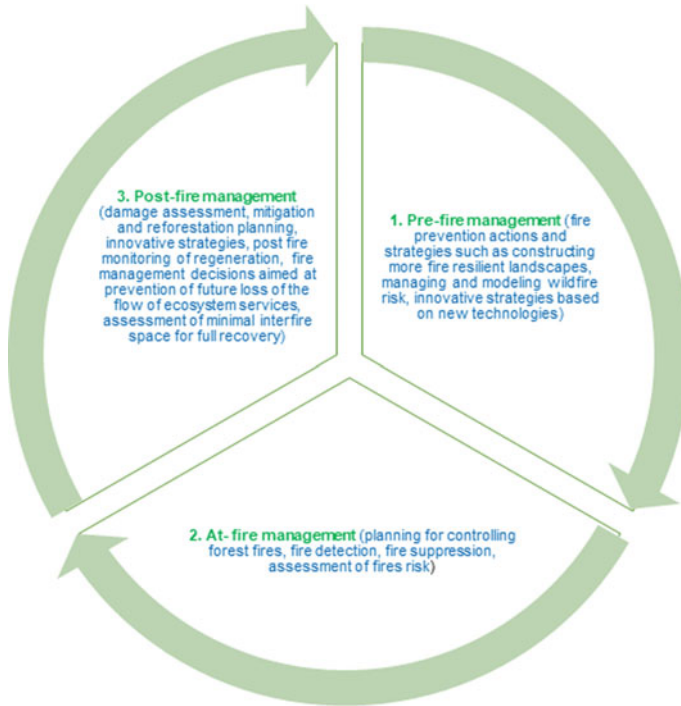 3. Post-fire management
(damage assessment, mitigation
and reforestation planning,
innovative strategies, post fire
monitoring of regeneration, fire
management decisions aimed at
prevention of future loss of the
flow of ecosystem services,
assessment of minimal interfire
space for full recovery)
1. Pre-fire management (fire
prevention actions and
strategies such as constructing
more fire resilient landscapes,
managing and modeling wildfire
risk, innovative strategies based
on new technologies)
2. At- fire management (planning for controlling
forest fires, fire detection, fire suppression,
assessment of fires risk)